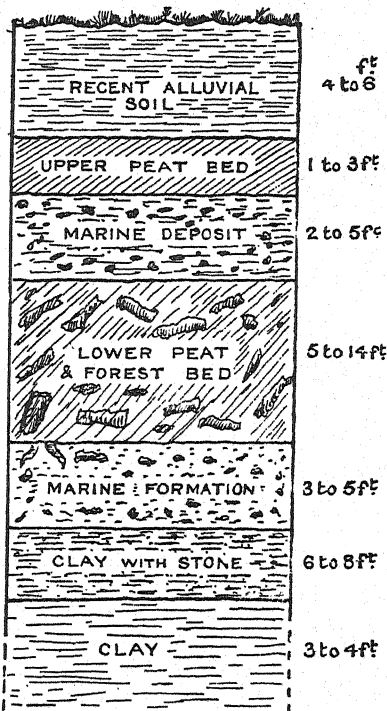 ft
RECENT ALLUVIAL 4 to 6
SOIL
UPPER PEAT BED 1 to 3ft
MARINE DEPOSIT 2 to 5ft
LOWER PEAT 5 to 14ft
& FOREST BED
MARINE FORMATION 3 to 5ft
CLAY WITH STONE 6 to 8ft
CLAY 3 to 4ft